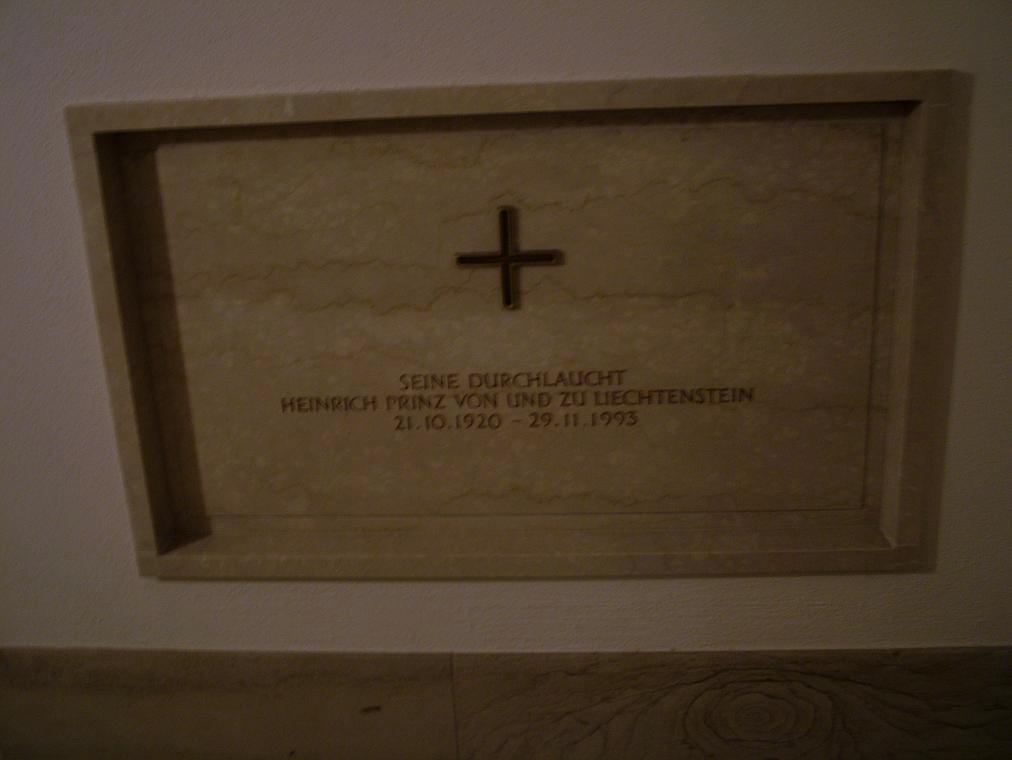 SEINE DURCHLAUCHT
HEINRICH PRINZ VON UND ZU LIECHTENSTEIN
21.10.1920 - 29.11.1993